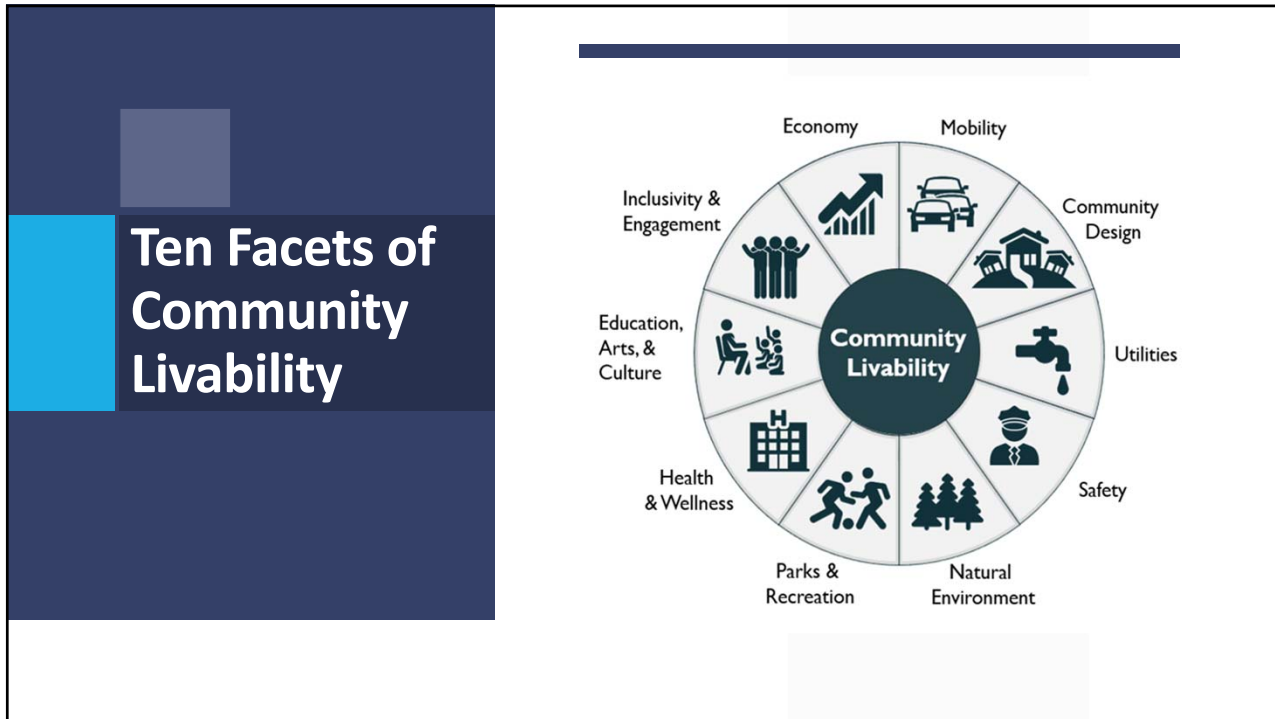 Ten Facets of
Community
Livability
Economy
Mobility
Inclusivity &
Engagement
Community
Design
Education,
Arts, &
Culture
Community
Livability
Utilities
Health
& Wellness
Safety
Parks &
Recreation
Natural
Environment
H